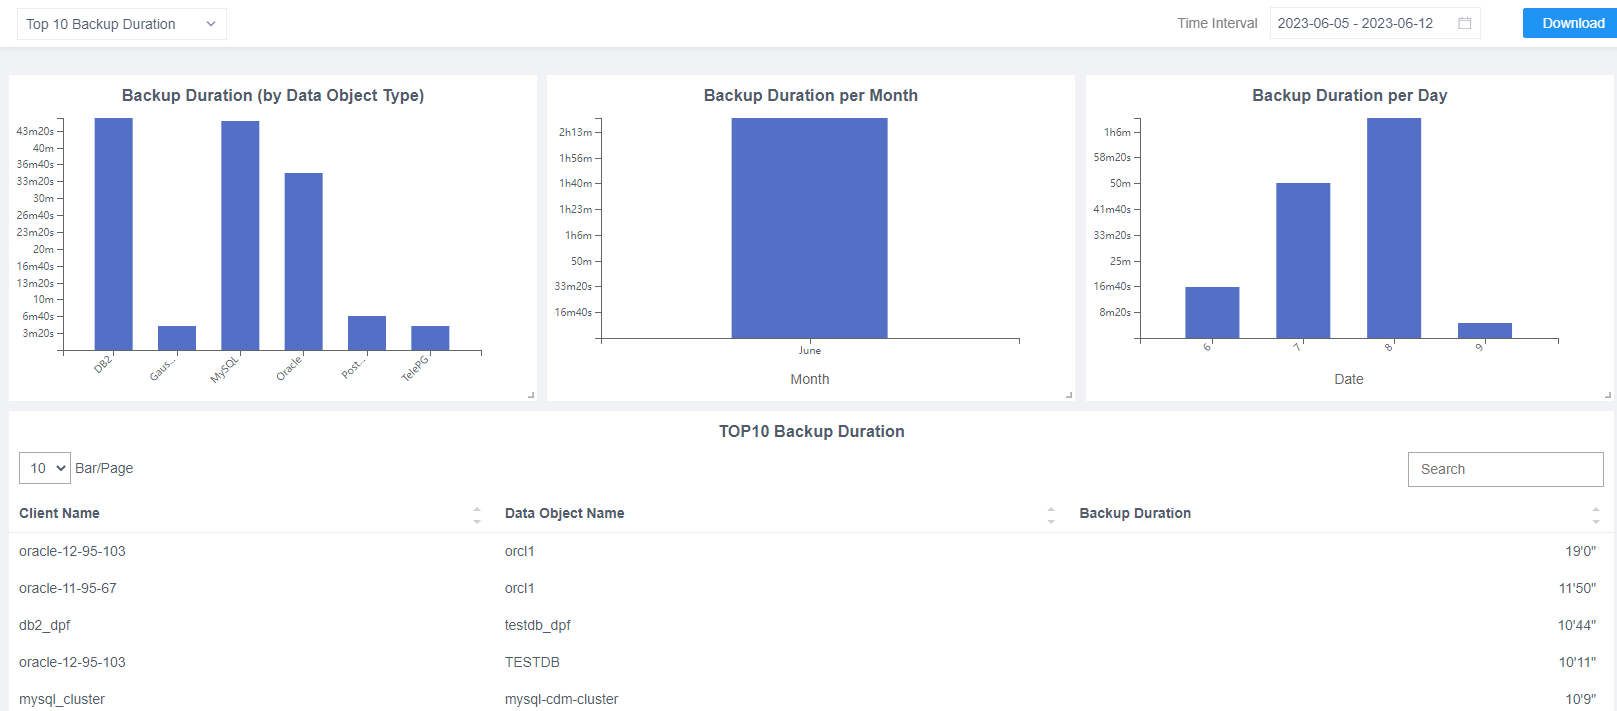 Top 10 Backup Duration
Time Interval 2023-06-05 - 2023-06-12 Download
Backup Duration (by Data Object Type)
43m20s
40m
36m40s
33m20s
30m
26m40s
23m20s
20m
16m40s
13m20s
10m
6m40s
3m20s
DB2 Gaus... MySQL Oracle Post... TelePG
Backup Duration per Month
2h13m
1h56m
1h40m
1h23m
1h6m
50m
33m20s
16m40s
June
Month
Backup Duration per Day
1h6m
58m20s
50m
41m40s
33m20s
25m
16m40s
8m20s
6 7 8 9
Date
TOP10 Backup Duration
10 Bar/Page Search
Client Name Data Object Name Backup Duration
oracle-12-95-103 orcl1 19'0"
oracle-11-95-67 orcl1 11'50"
db2_dpf testdb_dpf 10'44"
oracle-12-95-103 TESTDB 10'11"
mysql_cluster mysql-cdm-cluster 10'9"